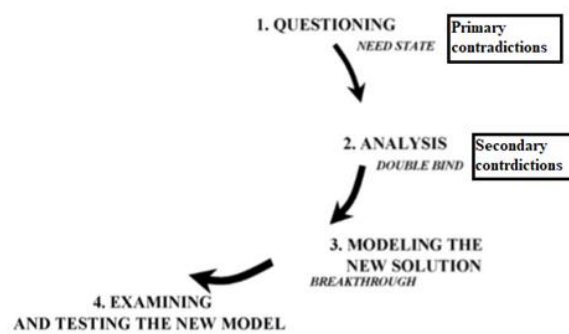 1. QUESTIONING
NEED STATE
Primary
contradictions
2. ANALYSIS
DOUBLE BIND
Secondary
contrdictions
3. MODELING THE
NEW SOLUTION
BREAKTHROUGH
4. EXAMINING
AND TESTING THE NEW MODEL